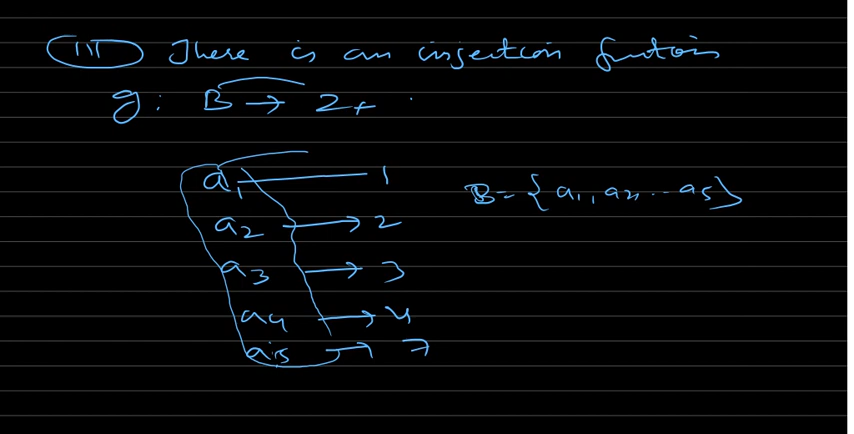 (III) There is an injection function
g: B → Z+.
a1 — 1
B = {a1, a2, ... a5}
a2 → 2
a3 → 3
a4 → 4
a5 → 7